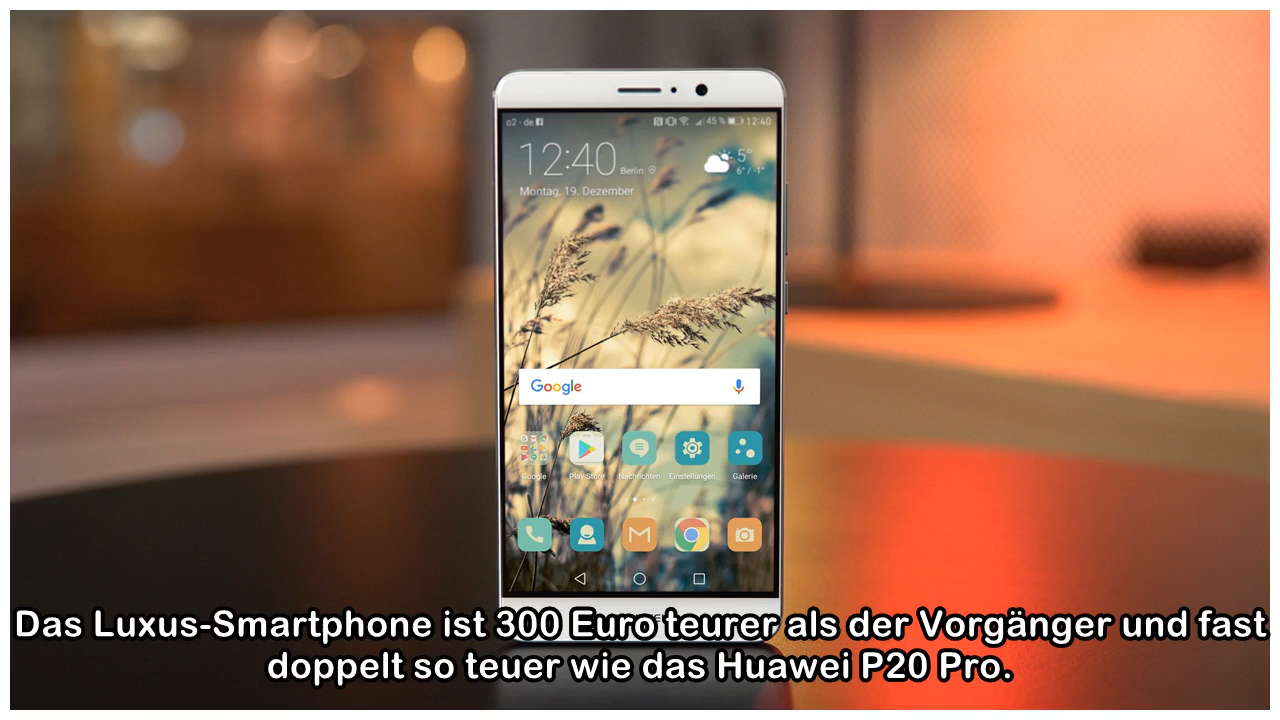 o2 - de
45 % 12:40
12:40 Berlin 5°
6° / -1°
Montag, 19. Dezember
Google
Google Play Store Nachrichten Einstellungen Galerie
Das Luxus-Smartphone ist 300 Euro teurer als der Vorgänger und fast
doppelt so teuer wie das Huawei P20 Pro.